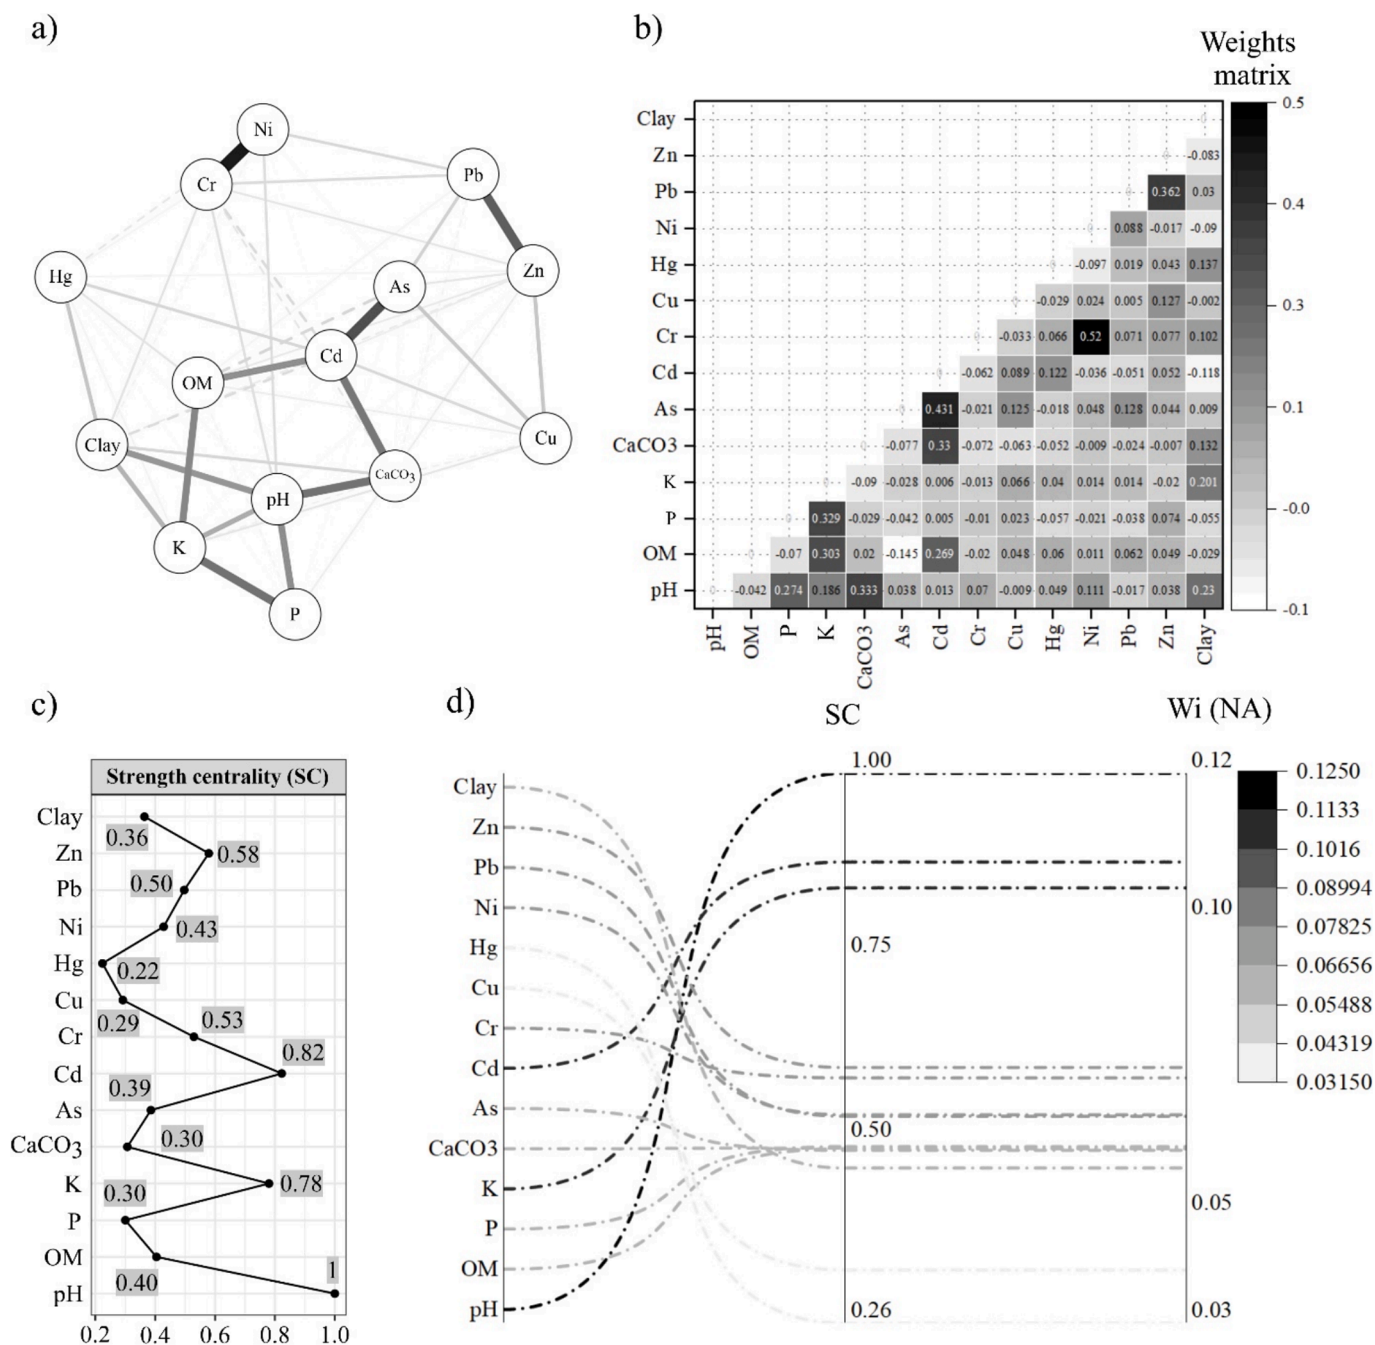 a)
Ni
Cr
Pb
Hg
Zn
As
Cd
OM
Clay
Cu
CaCO3
pH
K
P
b)
Weights
matrix
Clay 0
Zn 0 -0.083
Pb 0 0.362 0.03
Ni 0 0.088 -0.017 -0.09
Hg 0 -0.097 0.019 0.043 0.137
Cu 0 -0.029 0.024 0.005 0.127 -0.002
Cr 0 -0.033 0.066 0.52 0.071 0.077 0.102
Cd 0 -0.062 0.089 0.122 -0.036 -0.051 0.052 -0.118
As 0 0.431 -0.021 0.125 -0.018 0.048 0.128 0.044 0.009
CaCO3 0 -0.077 0.33 -0.072 -0.063 -0.052 -0.009 -0.024 -0.007 0.132
K 0 -0.09 -0.028 0.006 -0.013 0.066 0.04 0.014 0.014 -0.02 0.201
P 0 0.329 -0.029 -0.042 0.005 -0.01 0.023 -0.057 -0.021 -0.038 0.074 -0.055
OM 0 -0.07 0.303 0.02 -0.145 0.269 -0.02 0.048 0.06 0.011 0.062 0.049 -0.029
pH 0 -0.042 0.274 0.186 0.333 0.038 0.013 0.07 -0.009 0.049 0.111 -0.017 0.038 0.23
pH OM P K CaCO3 As Cd Cr Cu Hg Ni Pb Zn Clay
0.5
0.4
0.3
0.1
-0.0
-0.1
c)
Strength centrality (SC)
Clay 0.36
Zn 0.58
Pb 0.50
Ni 0.43
Hg 0.22
Cu 0.29
Cr 0.53
Cd 0.82
As 0.39
CaCO3 0.30
K 0.78
P 0.30
OM 0.40
pH 1
0.2 0.4 0.6 0.8 1.0
d)
SC
Wi (NA)
Clay
Zn
Pb
Ni
Hg
Cu
Cr
Cd
As
CaCO3
K
P
OM
pH
1.00
0.75
0.50
0.26
0.12
0.10
0.05
0.03
0.1250
0.1133
0.1016
0.08994
0.07825
0.06656
0.05488
0.04319
0.03150